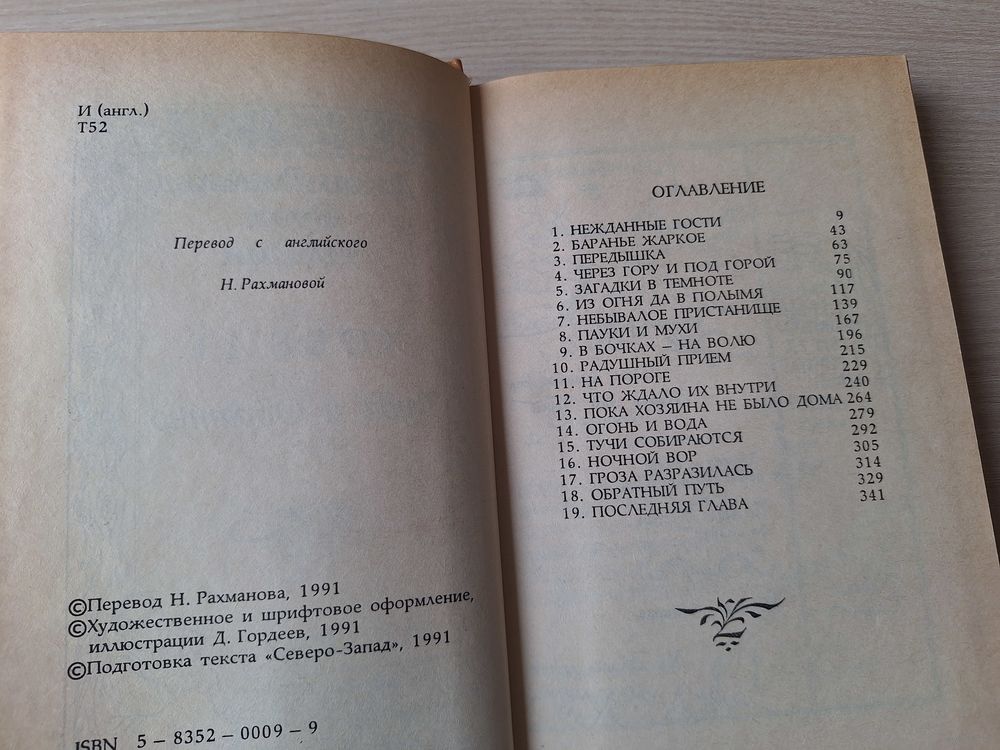 И (англ.)
Т52
Перевод с английского
Н. Рахмановой
©Перевод Н. Рахманова, 1991
©Художественное и шрифтовое оформление,
иллюстрации Д. Гордеев, 1991
©Подготовка текста «Северо-Запад», 1991
ISBN 5 – 8352 – 0009 – 9
ОГЛАВЛЕНИЕ
1. НЕЖДАННЫЕ ГОСТИ 9
2. БАРАНЬЕ ЖАРКОЕ 43
3. ПЕРЕДЫШКА 63
4. ЧЕРЕЗ ГОРУ И ПОД ГОРОЙ 75
5. ЗАГАДКИ В ТЕМНОТЕ 90
6. ИЗ ОГНЯ ДА В ПОЛЫМЯ 117
7. НЕБЫВАЛОЕ ПРИСТАНИЩЕ 139
8. ПАУКИ И МУХИ 167
9. В БОЧКАХ – НА ВОЛЮ 196
10. РАДУШНЫЙ ПРИЕМ 215
11. НА ПОРОГЕ 229
12. ЧТО ЖДАЛО ИХ ВНУТРИ 240
13. ПОКА ХОЗЯИНА НЕ БЫЛО ДОМА 264
14. ОГОНЬ И ВОДА 279
15. ТУЧИ СОБИРАЮТСЯ 292
16. НОЧНОЙ ВОР 305
17. ГРОЗА РАЗРАЗИЛАСЬ 314
18. ОБРАТНЫЙ ПУТЬ 329
19. ПОСЛЕДНЯЯ ГЛАВА 341